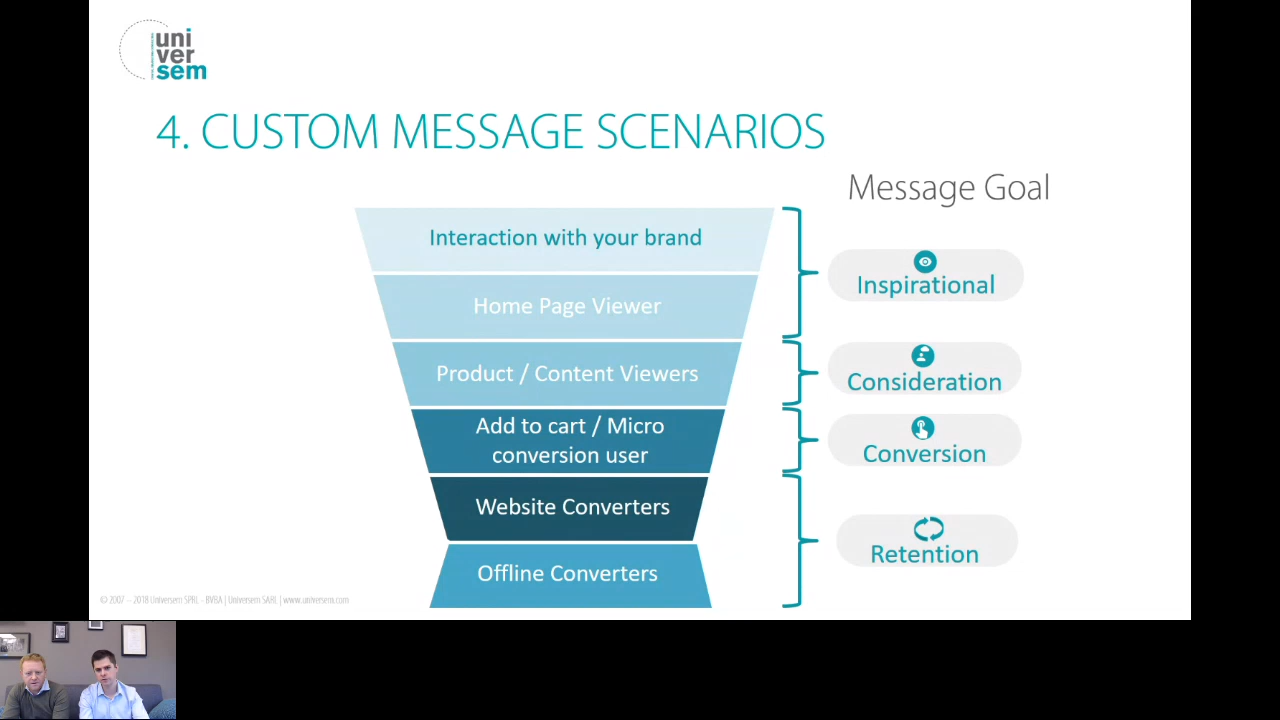 uni
ver
sem
4. CUSTOM MESSAGE SCENARIOS
Message Goal
Interaction with your brand
Home Page Viewer
Product / Content Viewers
Add to cart / Micro
conversion user
Website Converters
Offline Converters
Inspirational
Consideration
Conversion
Retention
© 2007 – 2018 Universem SPRL - BVBA | Universem SARL | www.universem.com